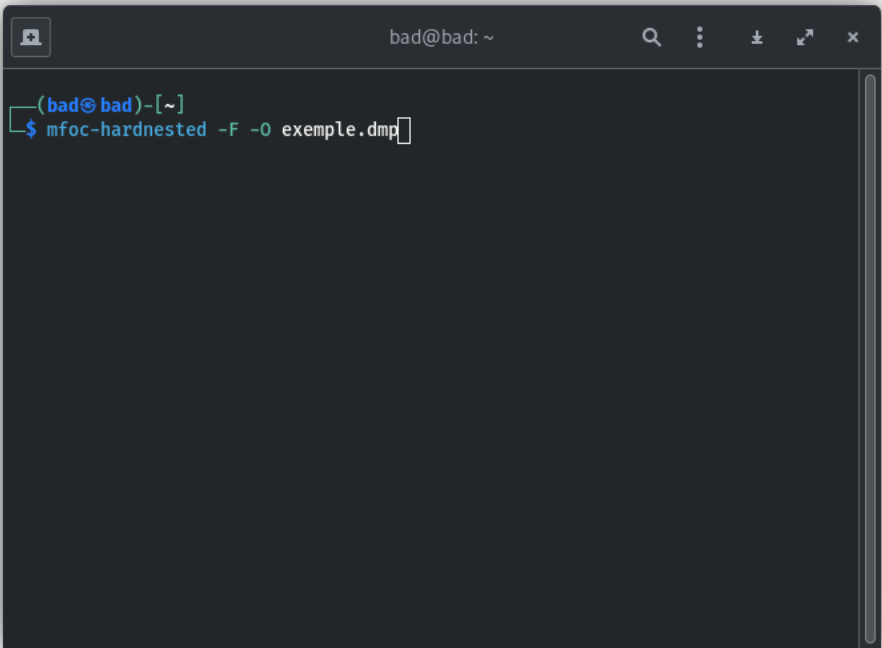 bad@bad: ~
┌──(bad㉿bad)-[~]
└─$ mfoc-hardnested -F -O exemple.dmp